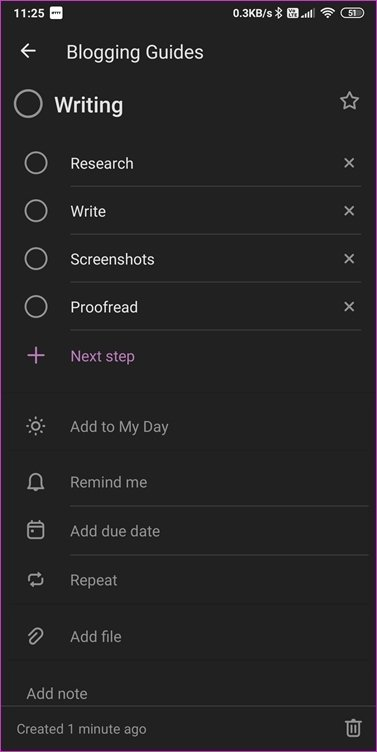 11:25
0.3KB/s 51
Blogging Guides
Writing
Research
Write
Screenshots
Proofread
Next step
Add to My Day
Remind me
Add due date
Repeat
Add file
Add note
Created 1 minute ago